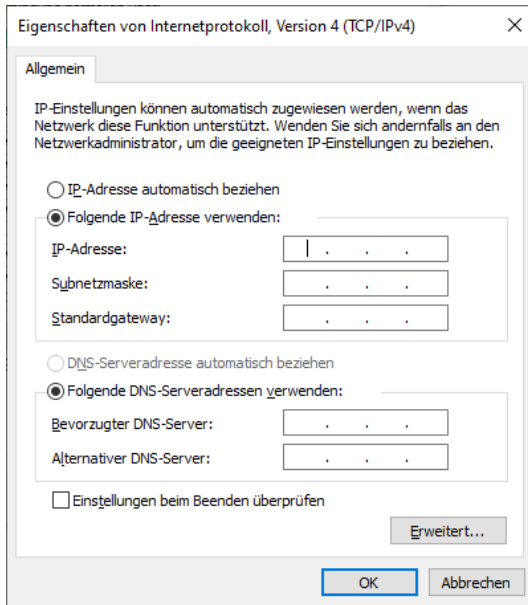 Eigenschaften von Internetprotokoll, Version 4 (TCP/IPv4)
Allgemein
IP-Einstellungen können automatisch zugewiesen werden, wenn das
Netzwerk diese Funktion unterstützt. Wenden Sie sich andernfalls an den
Netzwerkadministrator, um die geeigneten IP-Einstellungen zu beziehen.
IP-Adresse automatisch beziehen
Folgende IP-Adresse verwenden:
IP-Adresse: . . .
Subnetzmaske: . . .
Standardgateway: . . .
DNS-Serveradresse automatisch beziehen
Folgende DNS-Serveradressen verwenden:
Bevorzugter DNS-Server: . . .
Alternativer DNS-Server: . . .
Einstellungen beim Beenden überprüfen
Erweitert...
OK Abbrechen